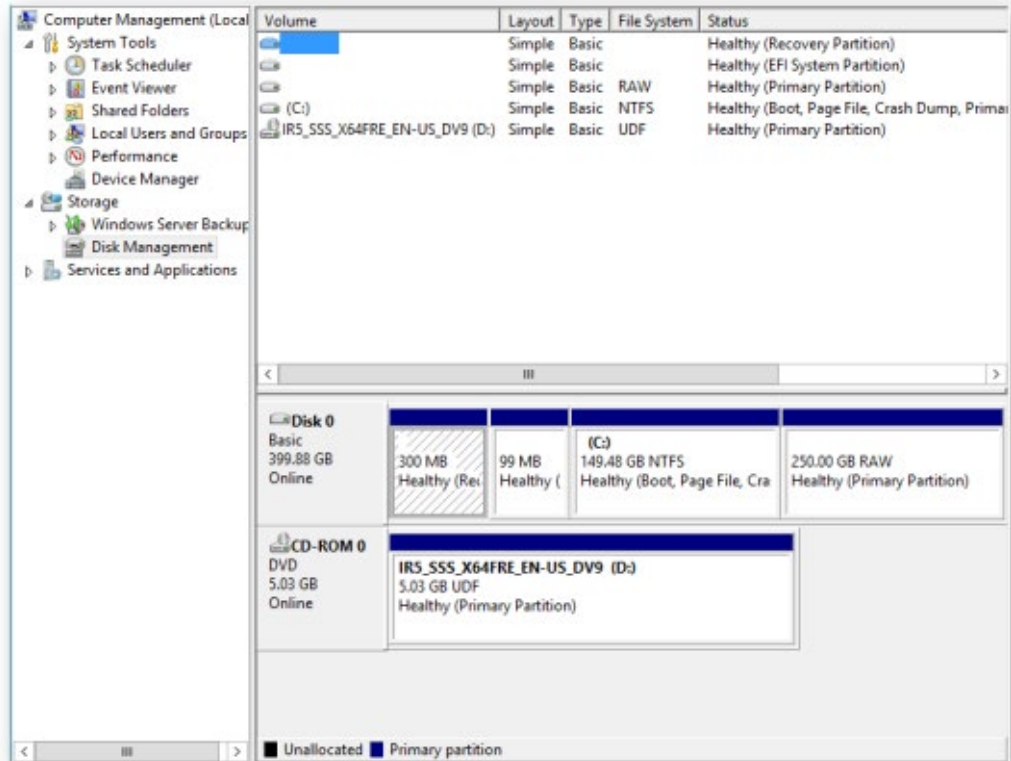 Computer Management (Local
System Tools
Task Scheduler
Event Viewer
Shared Folders
Local Users and Groups
Performance
Device Manager
Storage
Windows Server Backup
Disk Management
Services and Applications
Volume Layout Type File System Status
Simple Basic Healthy (Recovery Partition)
Simple Basic Healthy (EFI System Partition)
Simple Basic RAW Healthy (Primary Partition)
(C:) Simple Basic NTFS Healthy (Boot, Page File, Crash Dump, Primar
IR5_SSS_X64FRE_EN-US_DV9 (D:) Simple Basic UDF Healthy (Primary Partition)
Disk 0
Basic
399.88 GB
Online
300 MB
Healthy (Rec
99 MB
Healthy (
(C:)
149.48 GB NTFS
Healthy (Boot, Page File, Cra
250.00 GB RAW
Healthy (Primary Partition)
CD-ROM 0
DVD
5.03 GB
Online
IR5_SSS_X64FRE_EN-US_DV9 (D:)
5.03 GB UDF
Healthy (Primary Partition)
Unallocated Primary partition